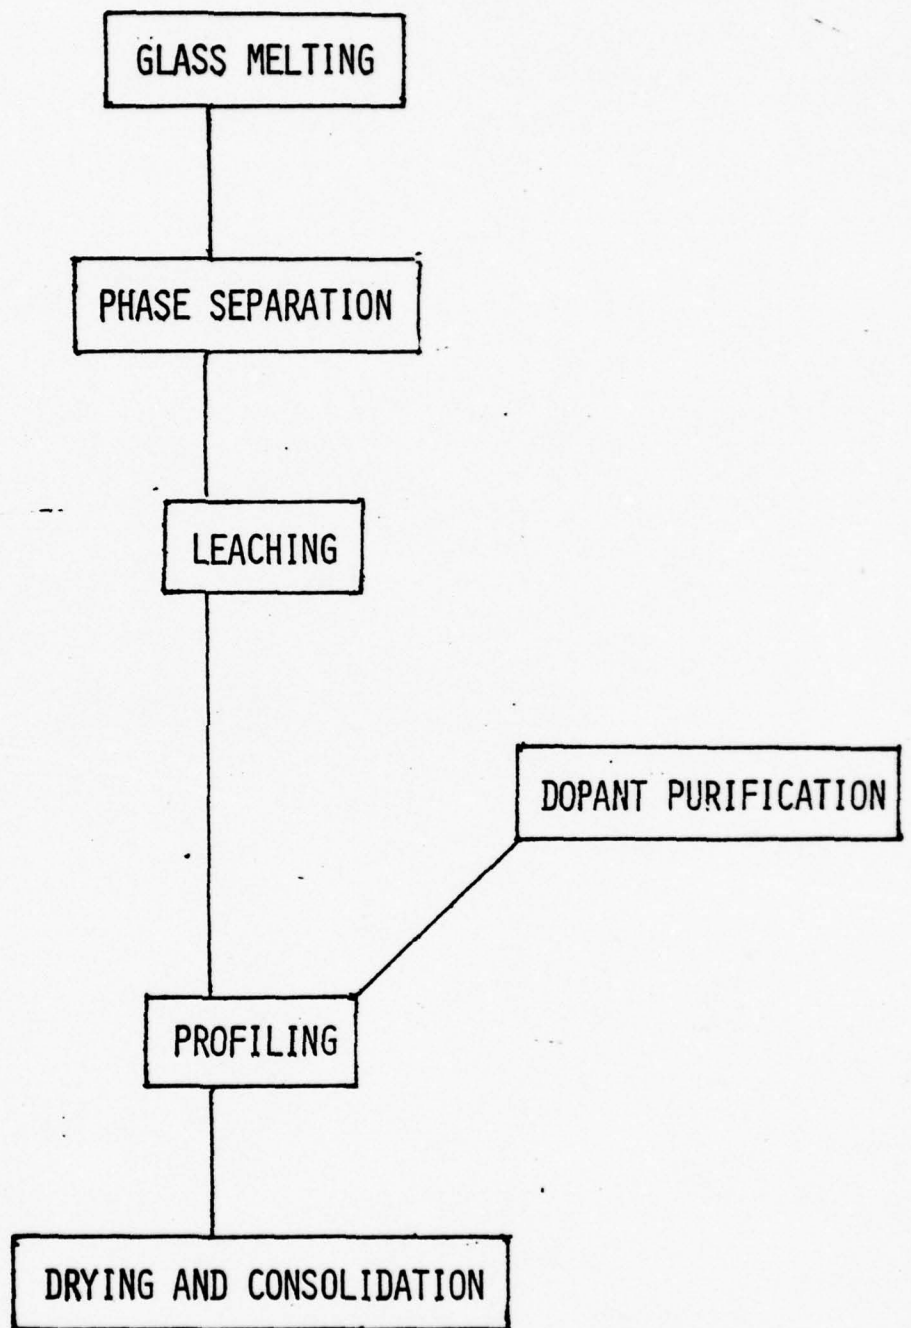 GLASS MELTING
PHASE SEPARATION
LEACHING
DOPANT PURIFICATION
PROFILING
DRYING AND CONSOLIDATION